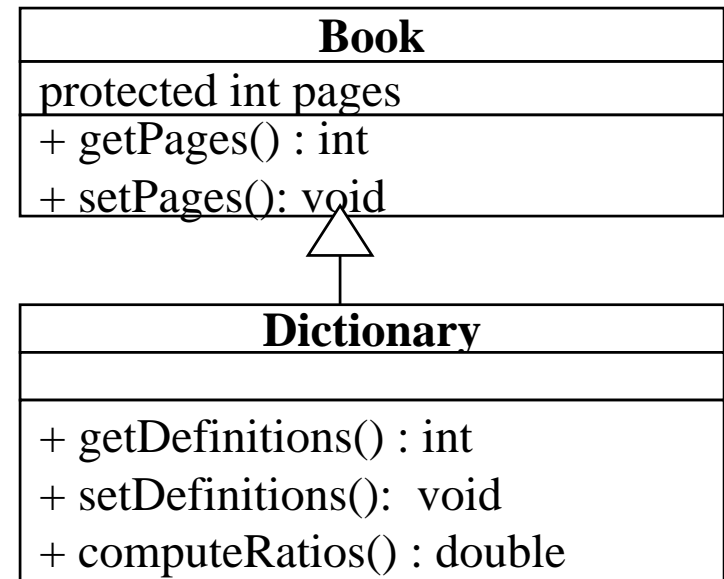 Book
protected int pages
+ getPages() : int
+ setPages(): void
Dictionary
+ getDefinitions() : int
+ setDefinitions(): void
+ computeRatios() : double